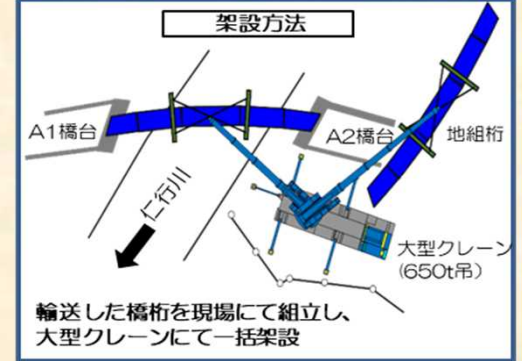 架設方法
A1橋台
A2橋台
地組桁
仁行川
大型クレーン
(650t吊)
輸送した橋桁を現場にて組立し、
大型クレーンにて一括架設